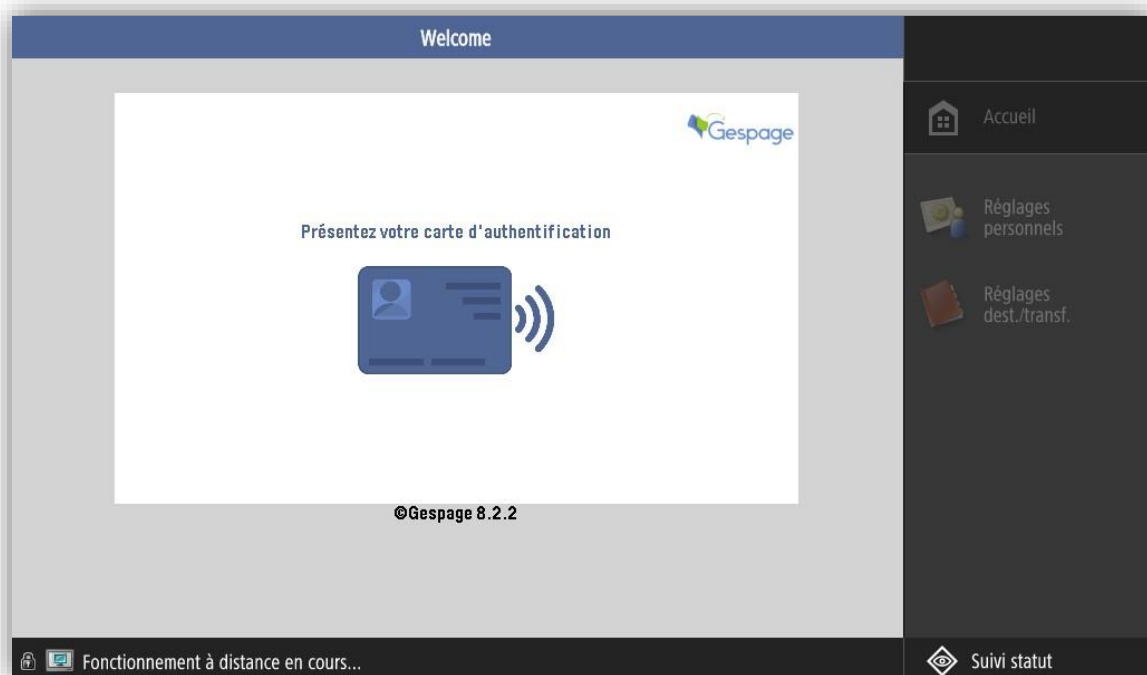 Welcome
Gespage
Présentez votre carte d'authentification
©Gespage 8.2.2
Fonctionnement à distance en cours...
Accueil
Réglages
personnels
Réglages
dest./transf.
Suivi statut